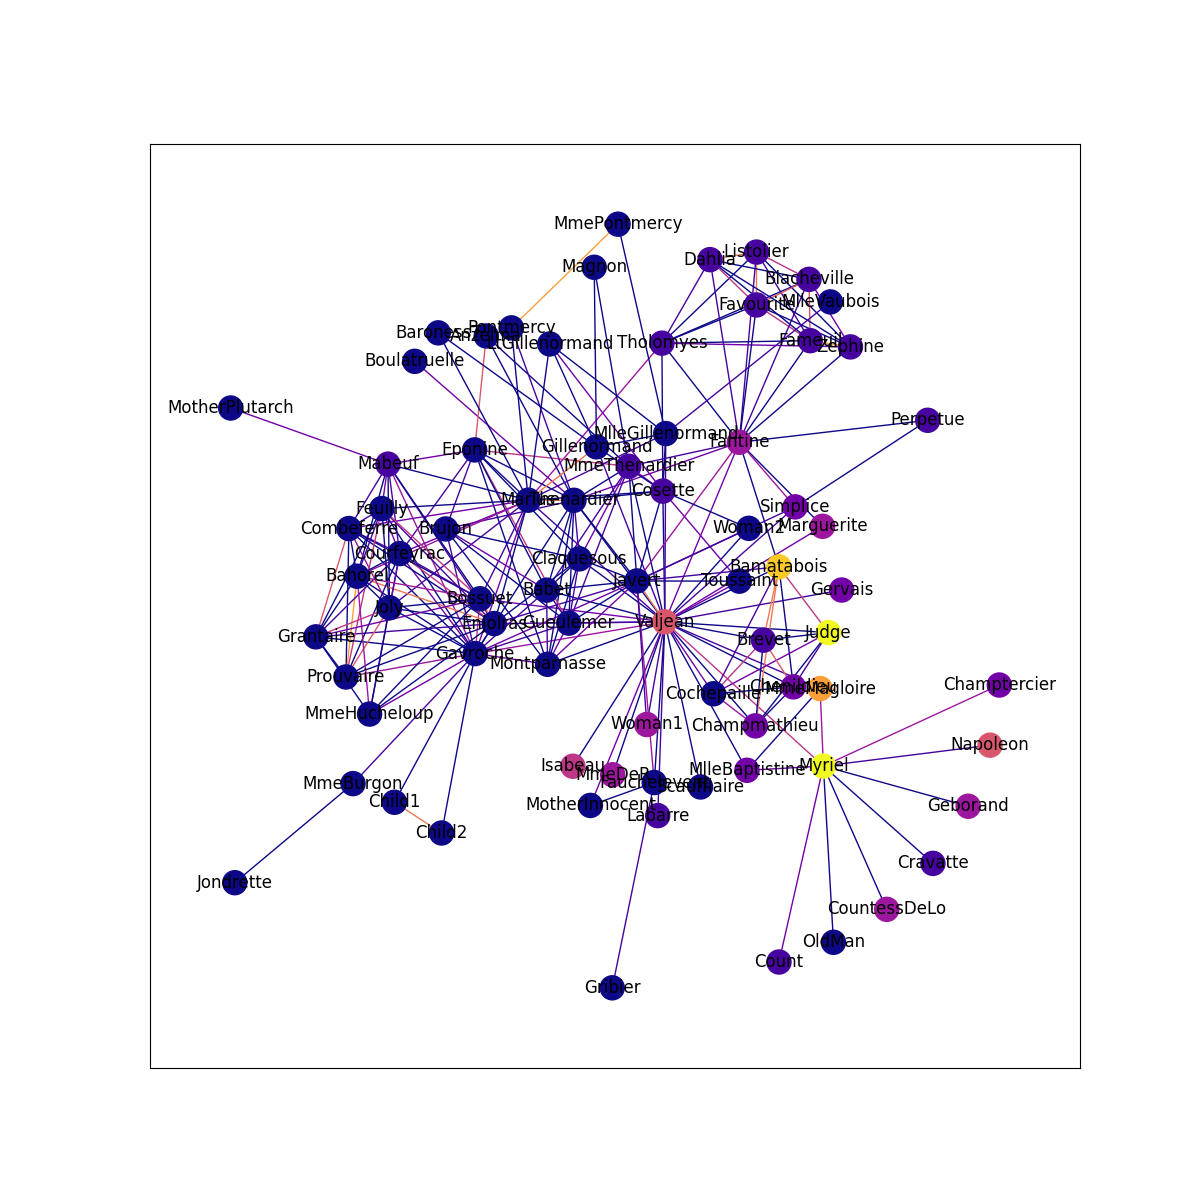 MmePontmercy
Listolier
Dahlia
Magnon
Blacheville
MlleVaubois
Favourite
Pontmercy
Anzelma
Tholomyes
LtGillenormand
Fameuil
Zephine
Boulatruelle
MotherPlutarch
Perpetue
MlleGillenormand
Fantine
Gillenormand
Eponine
Mabeuf
MmeThenardier
Cosette
Marius
Thenardier
Simplice
Feuilly
Marguerite
Combeferre
Brujon
Woman2
Courfeyrac
Claquesous
Bamatabois
Bahorel
Javert
Toussaint
Babet
Gervais
Bossuet
Joly
Enjolras
Gueulemer
Valjean
Judge
Grantaire
Brevet
Gavroche
Montparnasse
Prouvaire
Champtercier
Chenildieu
MmeMagloire
Cochepaille
MmeHucheloup
Woman1
Champmathieu
Napoleon
Isabeau
Myriel
MlleBaptistine
MmeDeR
Fauchelevent
MmeBurgon
Scaufflaire
Child1
MotherInnocent
Geborand
Labarre
Child2
Cravatte
Jondrette
CountessDeLo
OldMan
Count
Gribier